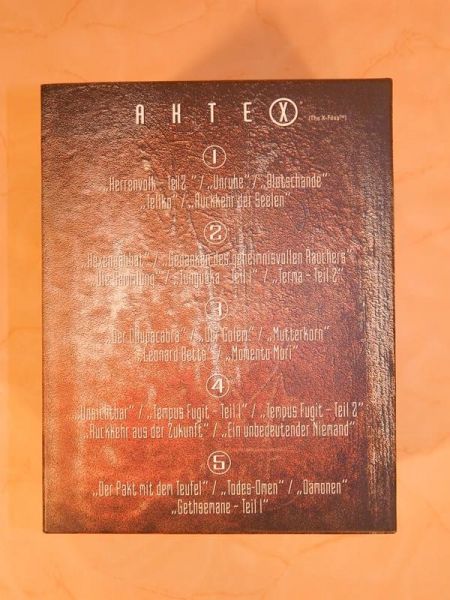 AKTE X (The X-Files™)
1
„Herrenvolk – Teil 2 “ / „Unruhe“ / „Blutschande“
„Teliko“ / „Rückkehr der Seelen“
2
„Hexensabbat“ / „Gedanken des geheimnisvollen Rauchers“
„Die Sammlung“ / „Tunguska – Teil 1“ / „Terma – Teil 2“
3
„Der Chupacabra“ / „Der Golem“ / „Mutterkorn“
„Leonard Betts“ / „Momento Mori“
4
„Unsichtbar“ / „Tempus Fugit – Teil 1“ / „Tempus Fugit – Teil 2“
„Rückkehr aus der Zukunft“ / „Ein unbedeutender Niemand“
5
„Der Pakt mit dem Teufel“ / „Todes-Omen“ / „Dämonen“
„Gethsemane – Teil 1“